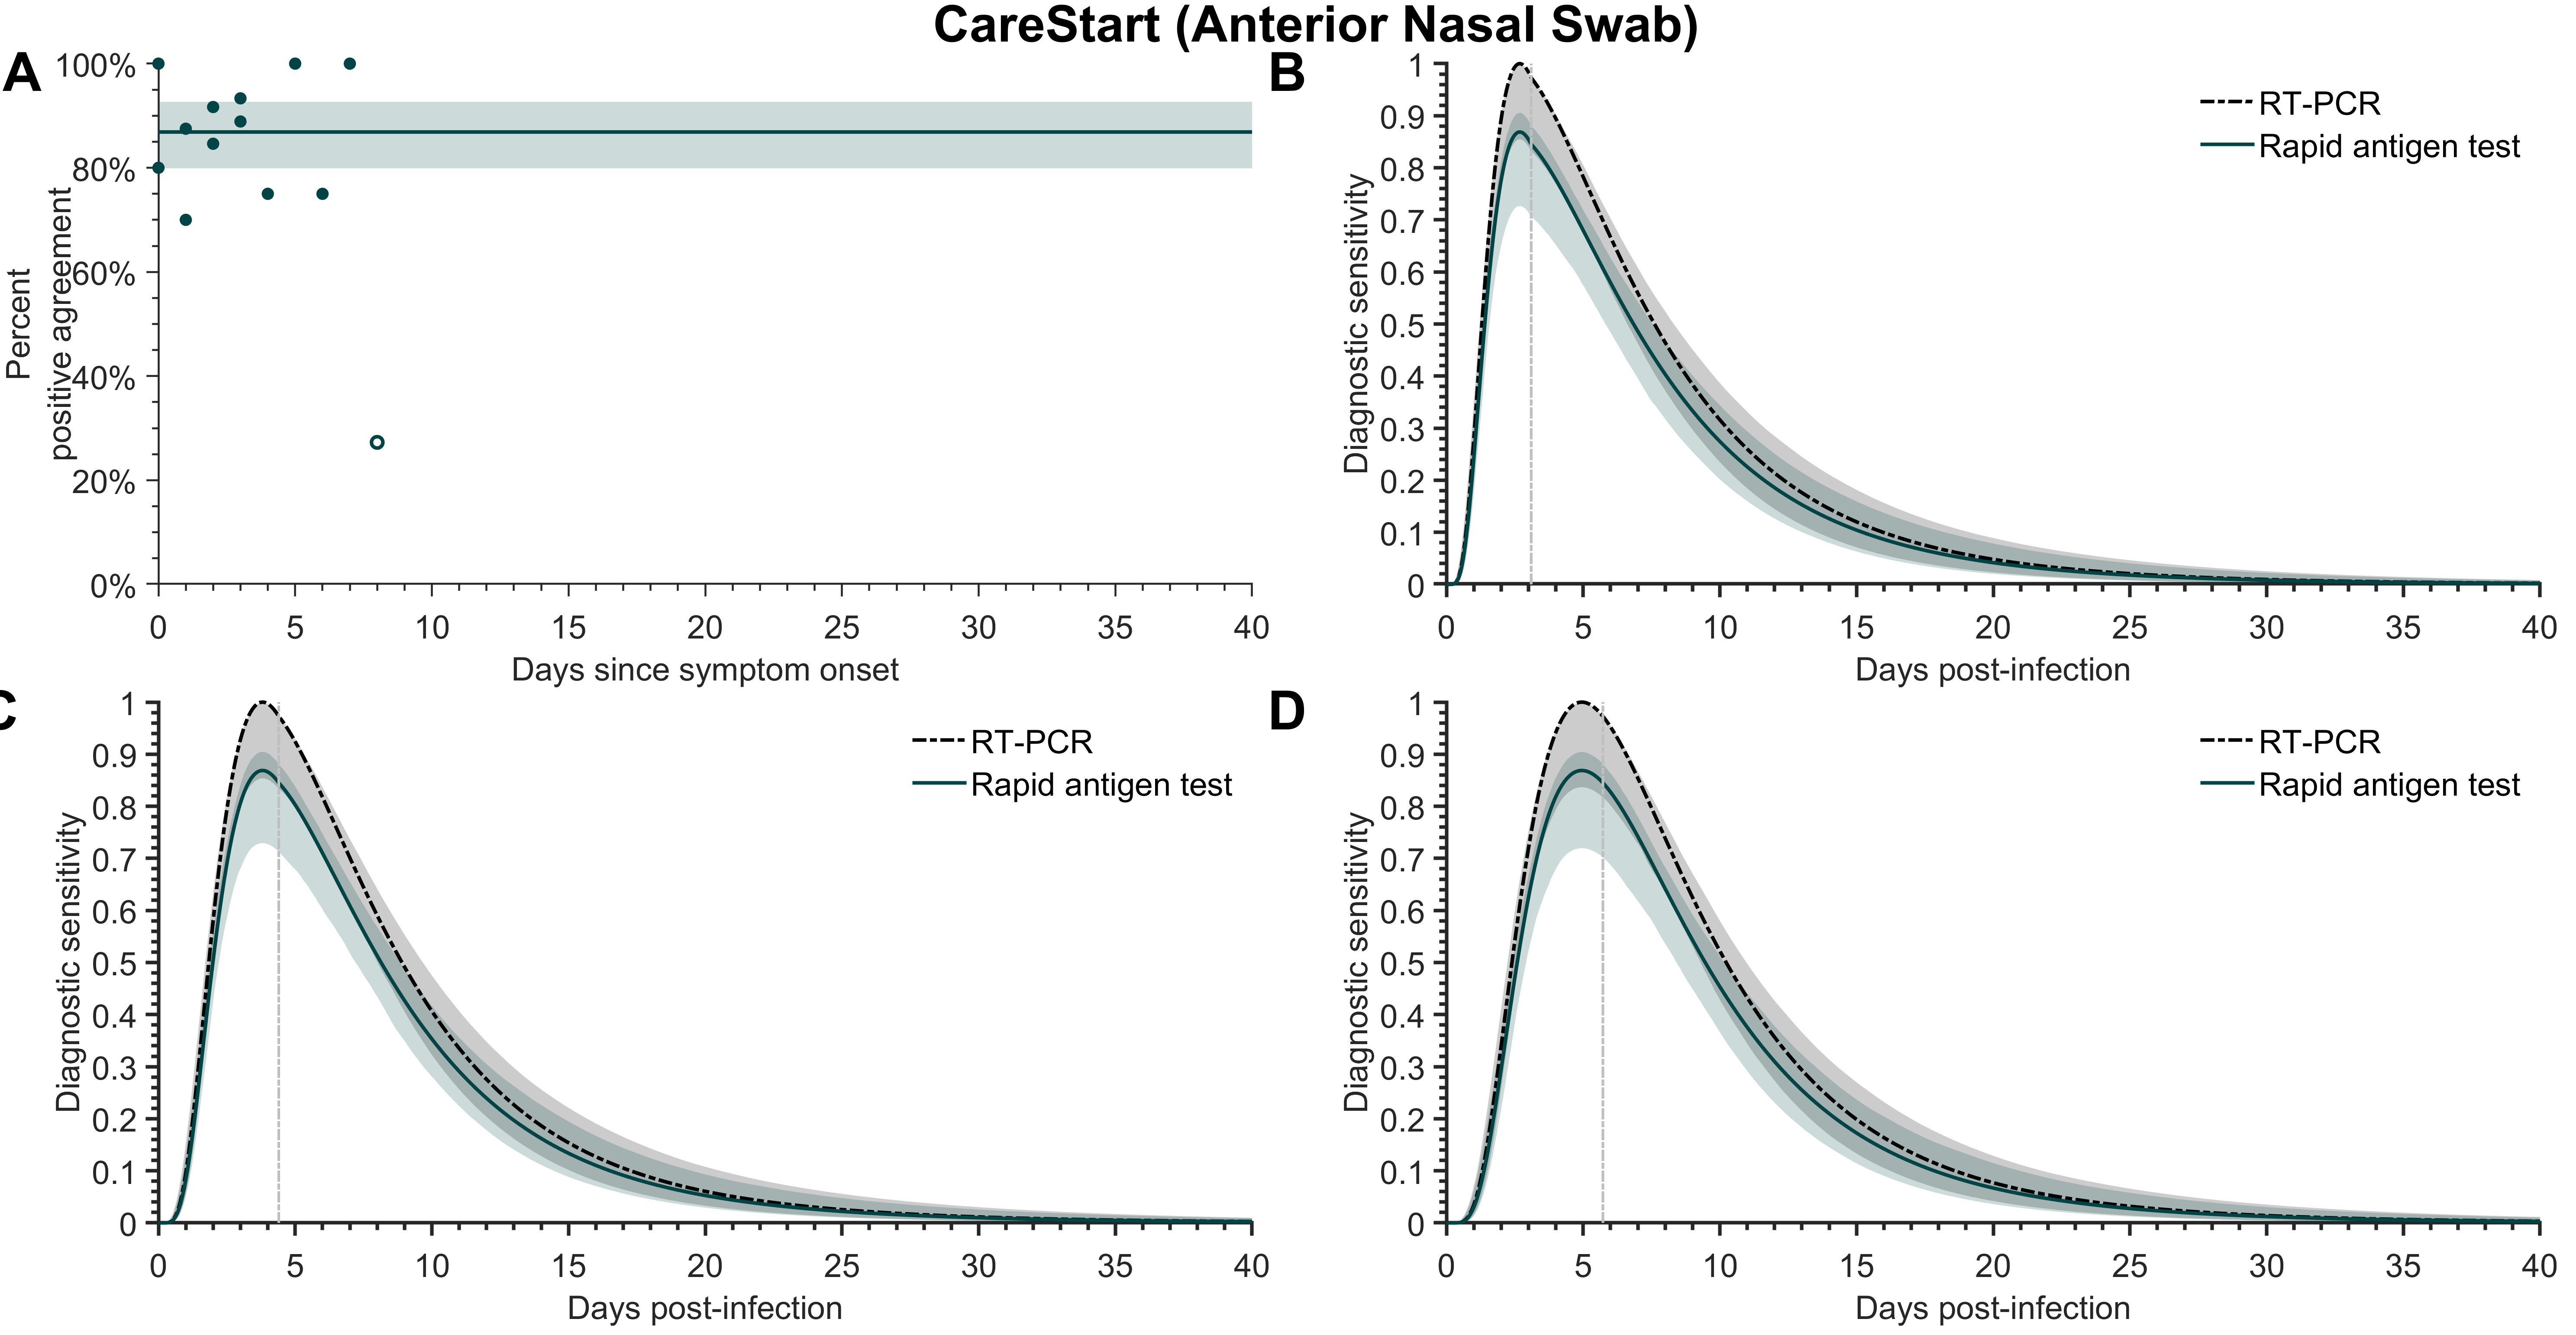 CareStart (Anterior Nasal Swab)
A
Percent
positive agreement
100%
80%
60%
40%
20%
0%
0 5 10 15 20 25 30 35 40
Days since symptom onset
B
Diagnostic sensitivity
1
0.9
0.8
0.7
0.6
0.5
0.4
0.3
0.2
0.1
0
RT-PCR
Rapid antigen test
0 5 10 15 20 25 30 35 40
Days post-infection
C
Diagnostic sensitivity
1
0.9
0.8
0.7
0.6
0.5
0.4
0.3
0.2
0.1
0
RT-PCR
Rapid antigen test
0 5 10 15 20 25 30 35 40
Days post-infection
D
Diagnostic sensitivity
1
0.9
0.8
0.7
0.6
0.5
0.4
0.3
0.2
0.1
0
RT-PCR
Rapid antigen test
0 5 10 15 20 25 30 35 40
Days post-infection